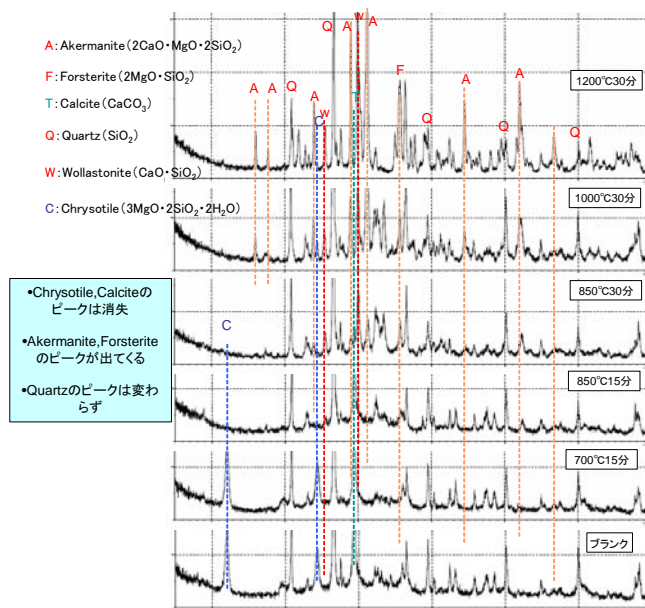 A: Akermanite(2CaO・MgO・2SiO₂)
F: Forsterite(2MgO・SiO₂)
T: Calcite(CaCO₃)
Q: Quartz(SiO₂)
W: Wollastonite(CaO・SiO₂)
C: Chrysotile(3MgO・2SiO₂・2H₂O)
Q A w A
A A Q A C w T F Q A A Q Q
1200℃30分
1000℃30分
850℃30分
850℃15分
700℃15分
ブランク
C
•Chrysotile,Calciteの
ピークは消失
•Akermanite,Forsterite
のピークが出てくる
•Quartzのピークは変わ
らず